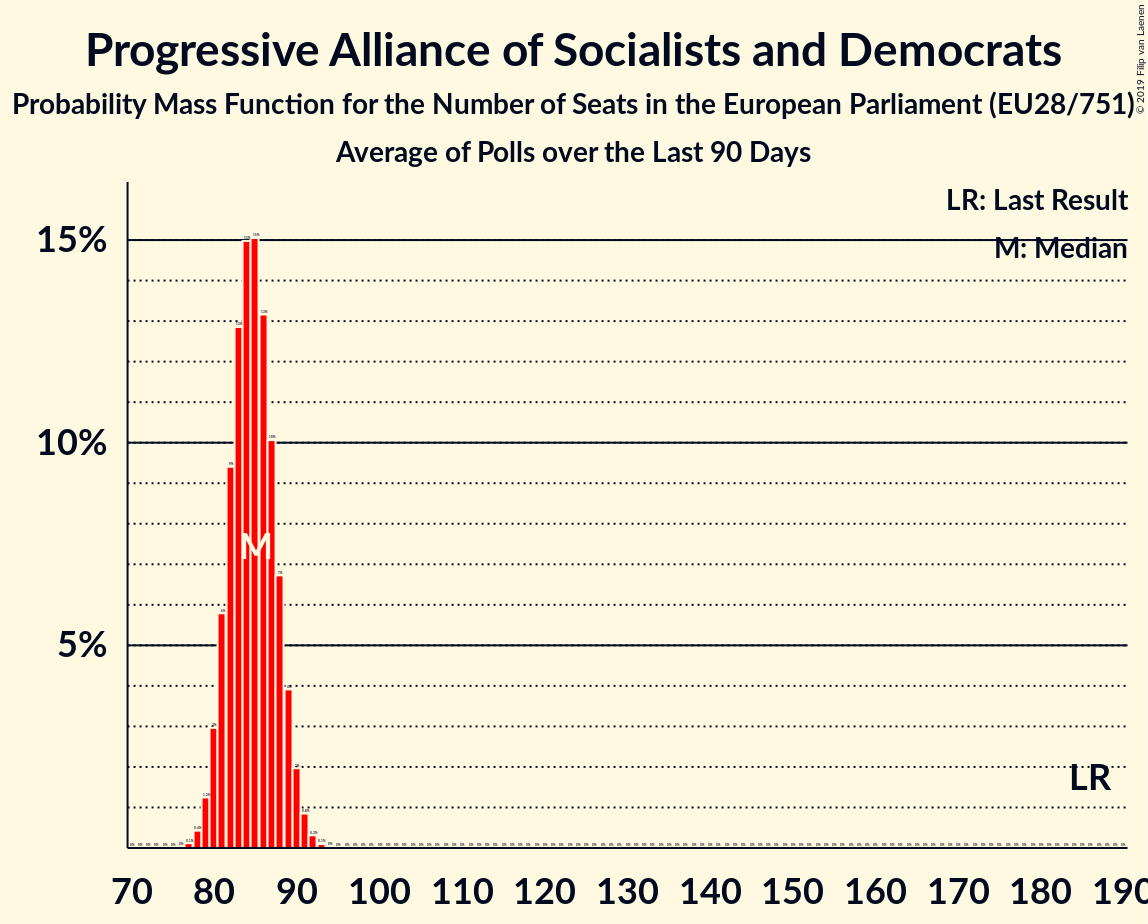 Progressive Alliance of Socialists and Democrats
Probability Mass Function for the Number of Seats in the European Parliament (EU28/751)
Average of Polls over the Last 90 Days
© 2019 Filip van Laenen
LR: Last Result
M: Median
15%
10%
5%
M
LR
70 80 90 100 110 120 130 140 150 160 170 180 190